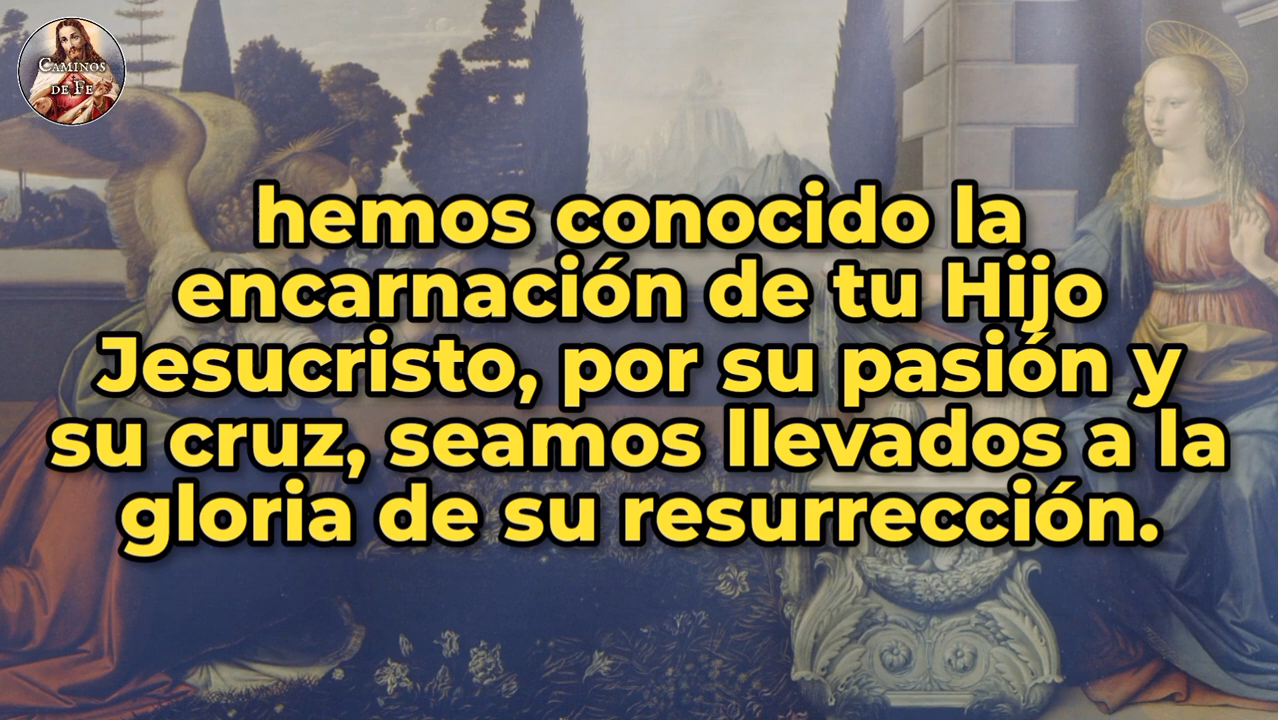 CAMINOS
DE FE
hemos conocido la
encarnación de tu Hijo
Jesucristo, por su pasión y
su cruz, seamos llevados a la
gloria de su resurrección.